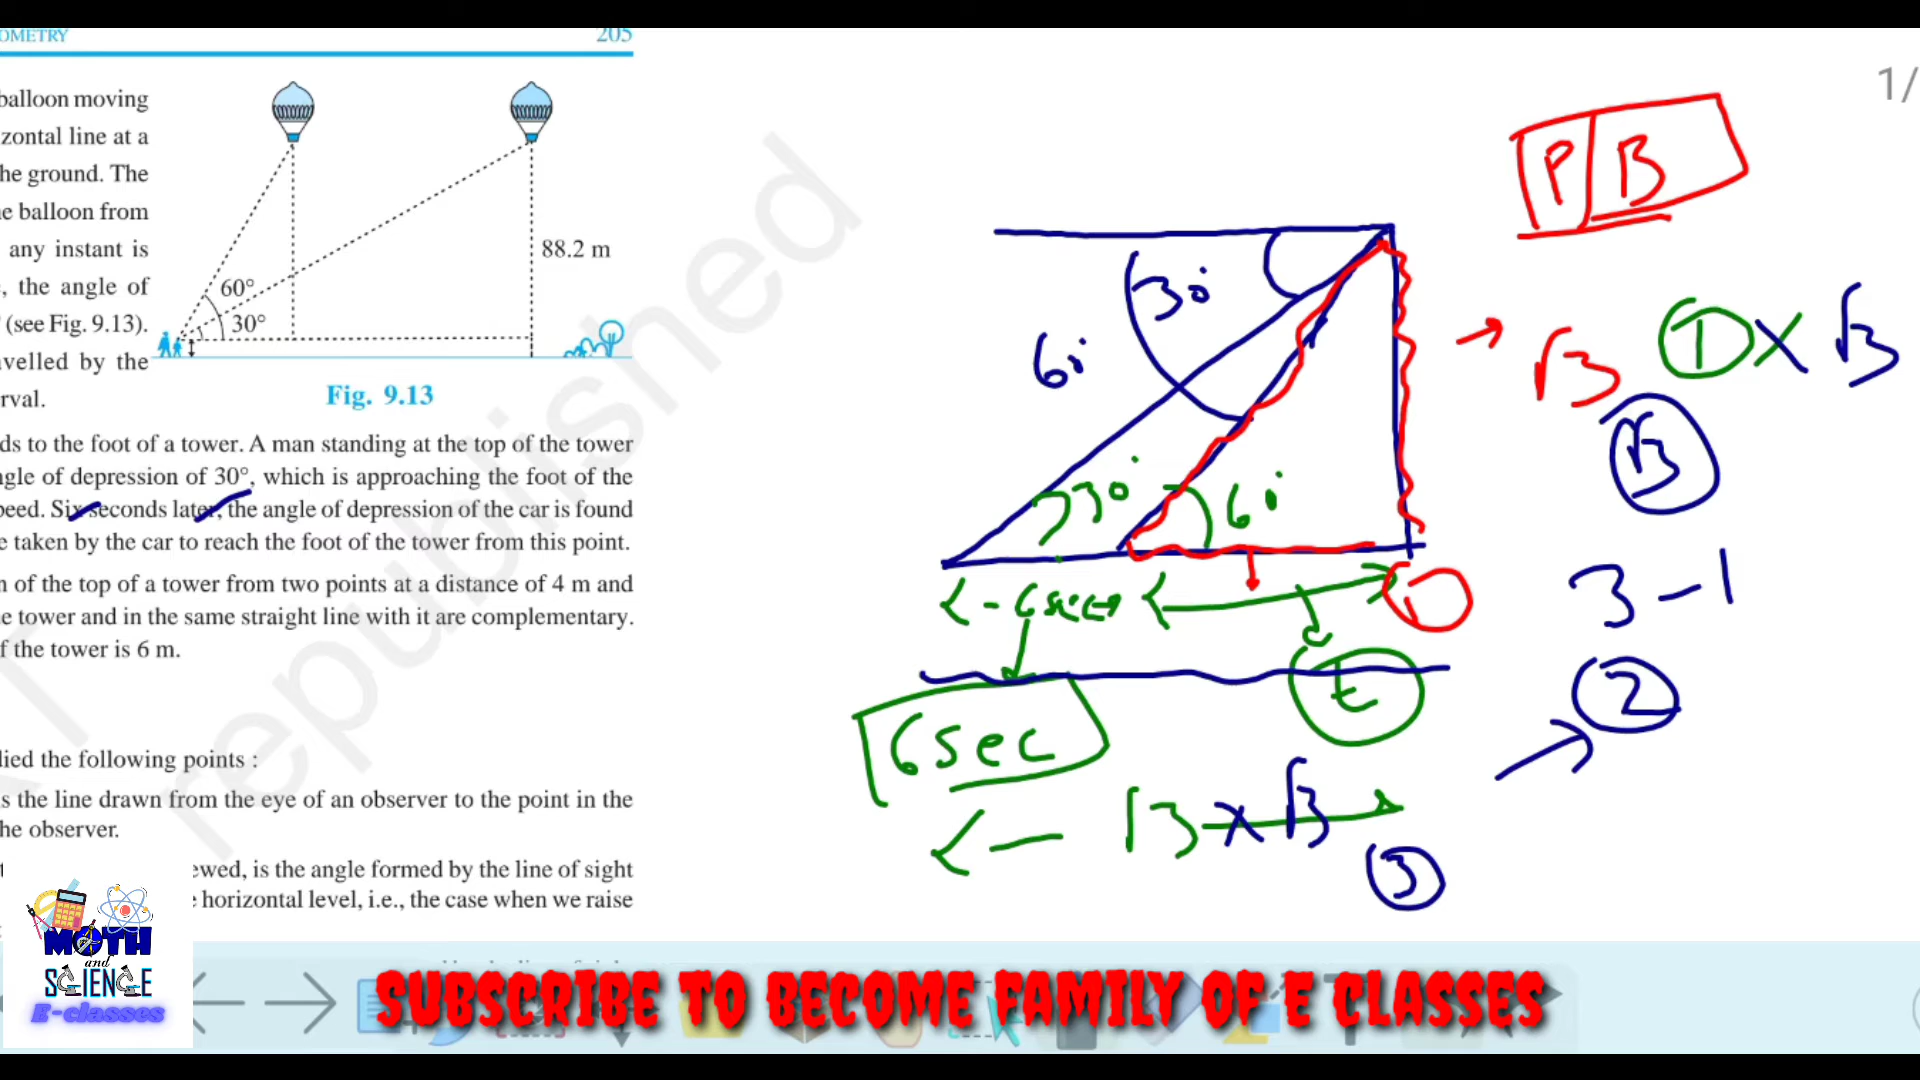 OMETRY 205
balloon moving
zontal line at a
he ground. The
e balloon from
any instant is
, the angle of
(see Fig. 9.13).
avelled by the
rval.
60°
30°
88.2 m
Fig. 9.13
ds to the foot of a tower. A man standing at the top of the tower
ngle of depression of 30°, which is approaching the foot of the
peed. Six seconds later, the angle of depression of the car is found
e taken by the car to reach the foot of the tower from this point.
n of the top of a tower from two points at a distance of 4 m and
e tower and in the same straight line with it are complementary.
f the tower is 6 m.
died the following points :
s the line drawn from the eye of an observer to the point in the
he observer.
ewed, is the angle formed by the line of sight
horizontal level, i.e., the case when we raise
republished
1/
P B
30°
60°
30°
60°
√3 1 × √3
√3
6 sec
1
3 - 1
2
6 sec
t
√3 × √3
3
MATH
and
SCIENCE
E-classes
SUBSCRIBE TO BECOME FAMILY OF E CLASSES